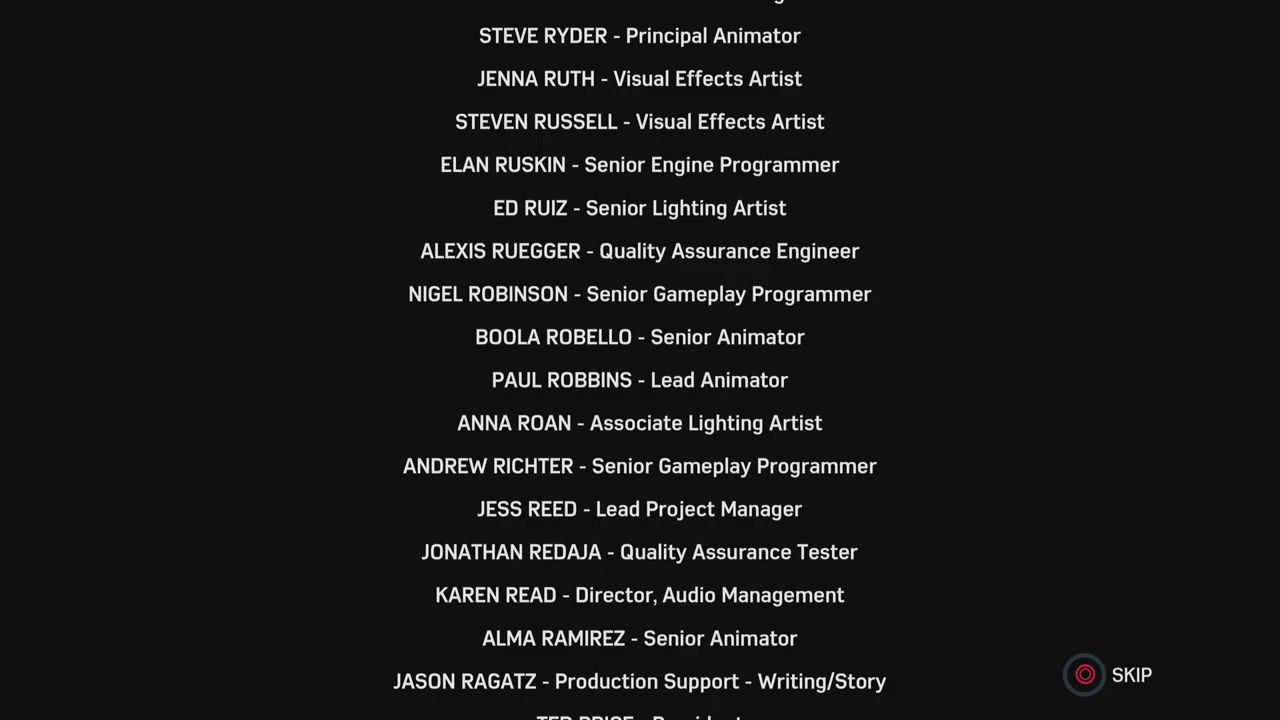 STEVE RYDER - Principal Animator
JENNA RUTH - Visual Effects Artist
STEVEN RUSSELL - Visual Effects Artist
ELAN RUSKIN - Senior Engine Programmer
ED RUIZ - Senior Lighting Artist
ALEXIS RUEGGER - Quality Assurance Engineer
NIGEL ROBINSON - Senior Gameplay Programmer
BOOLA ROBELLO - Senior Animator
PAUL ROBBINS - Lead Animator
ANNA ROAN - Associate Lighting Artist
ANDREW RICHTER - Senior Gameplay Programmer
JESS REED - Lead Project Manager
JONATHAN REDAJA - Quality Assurance Tester
KAREN READ - Director, Audio Management
ALMA RAMIREZ - Senior Animator
SKIP
JASON RAGATZ - Production Support - Writing/Story